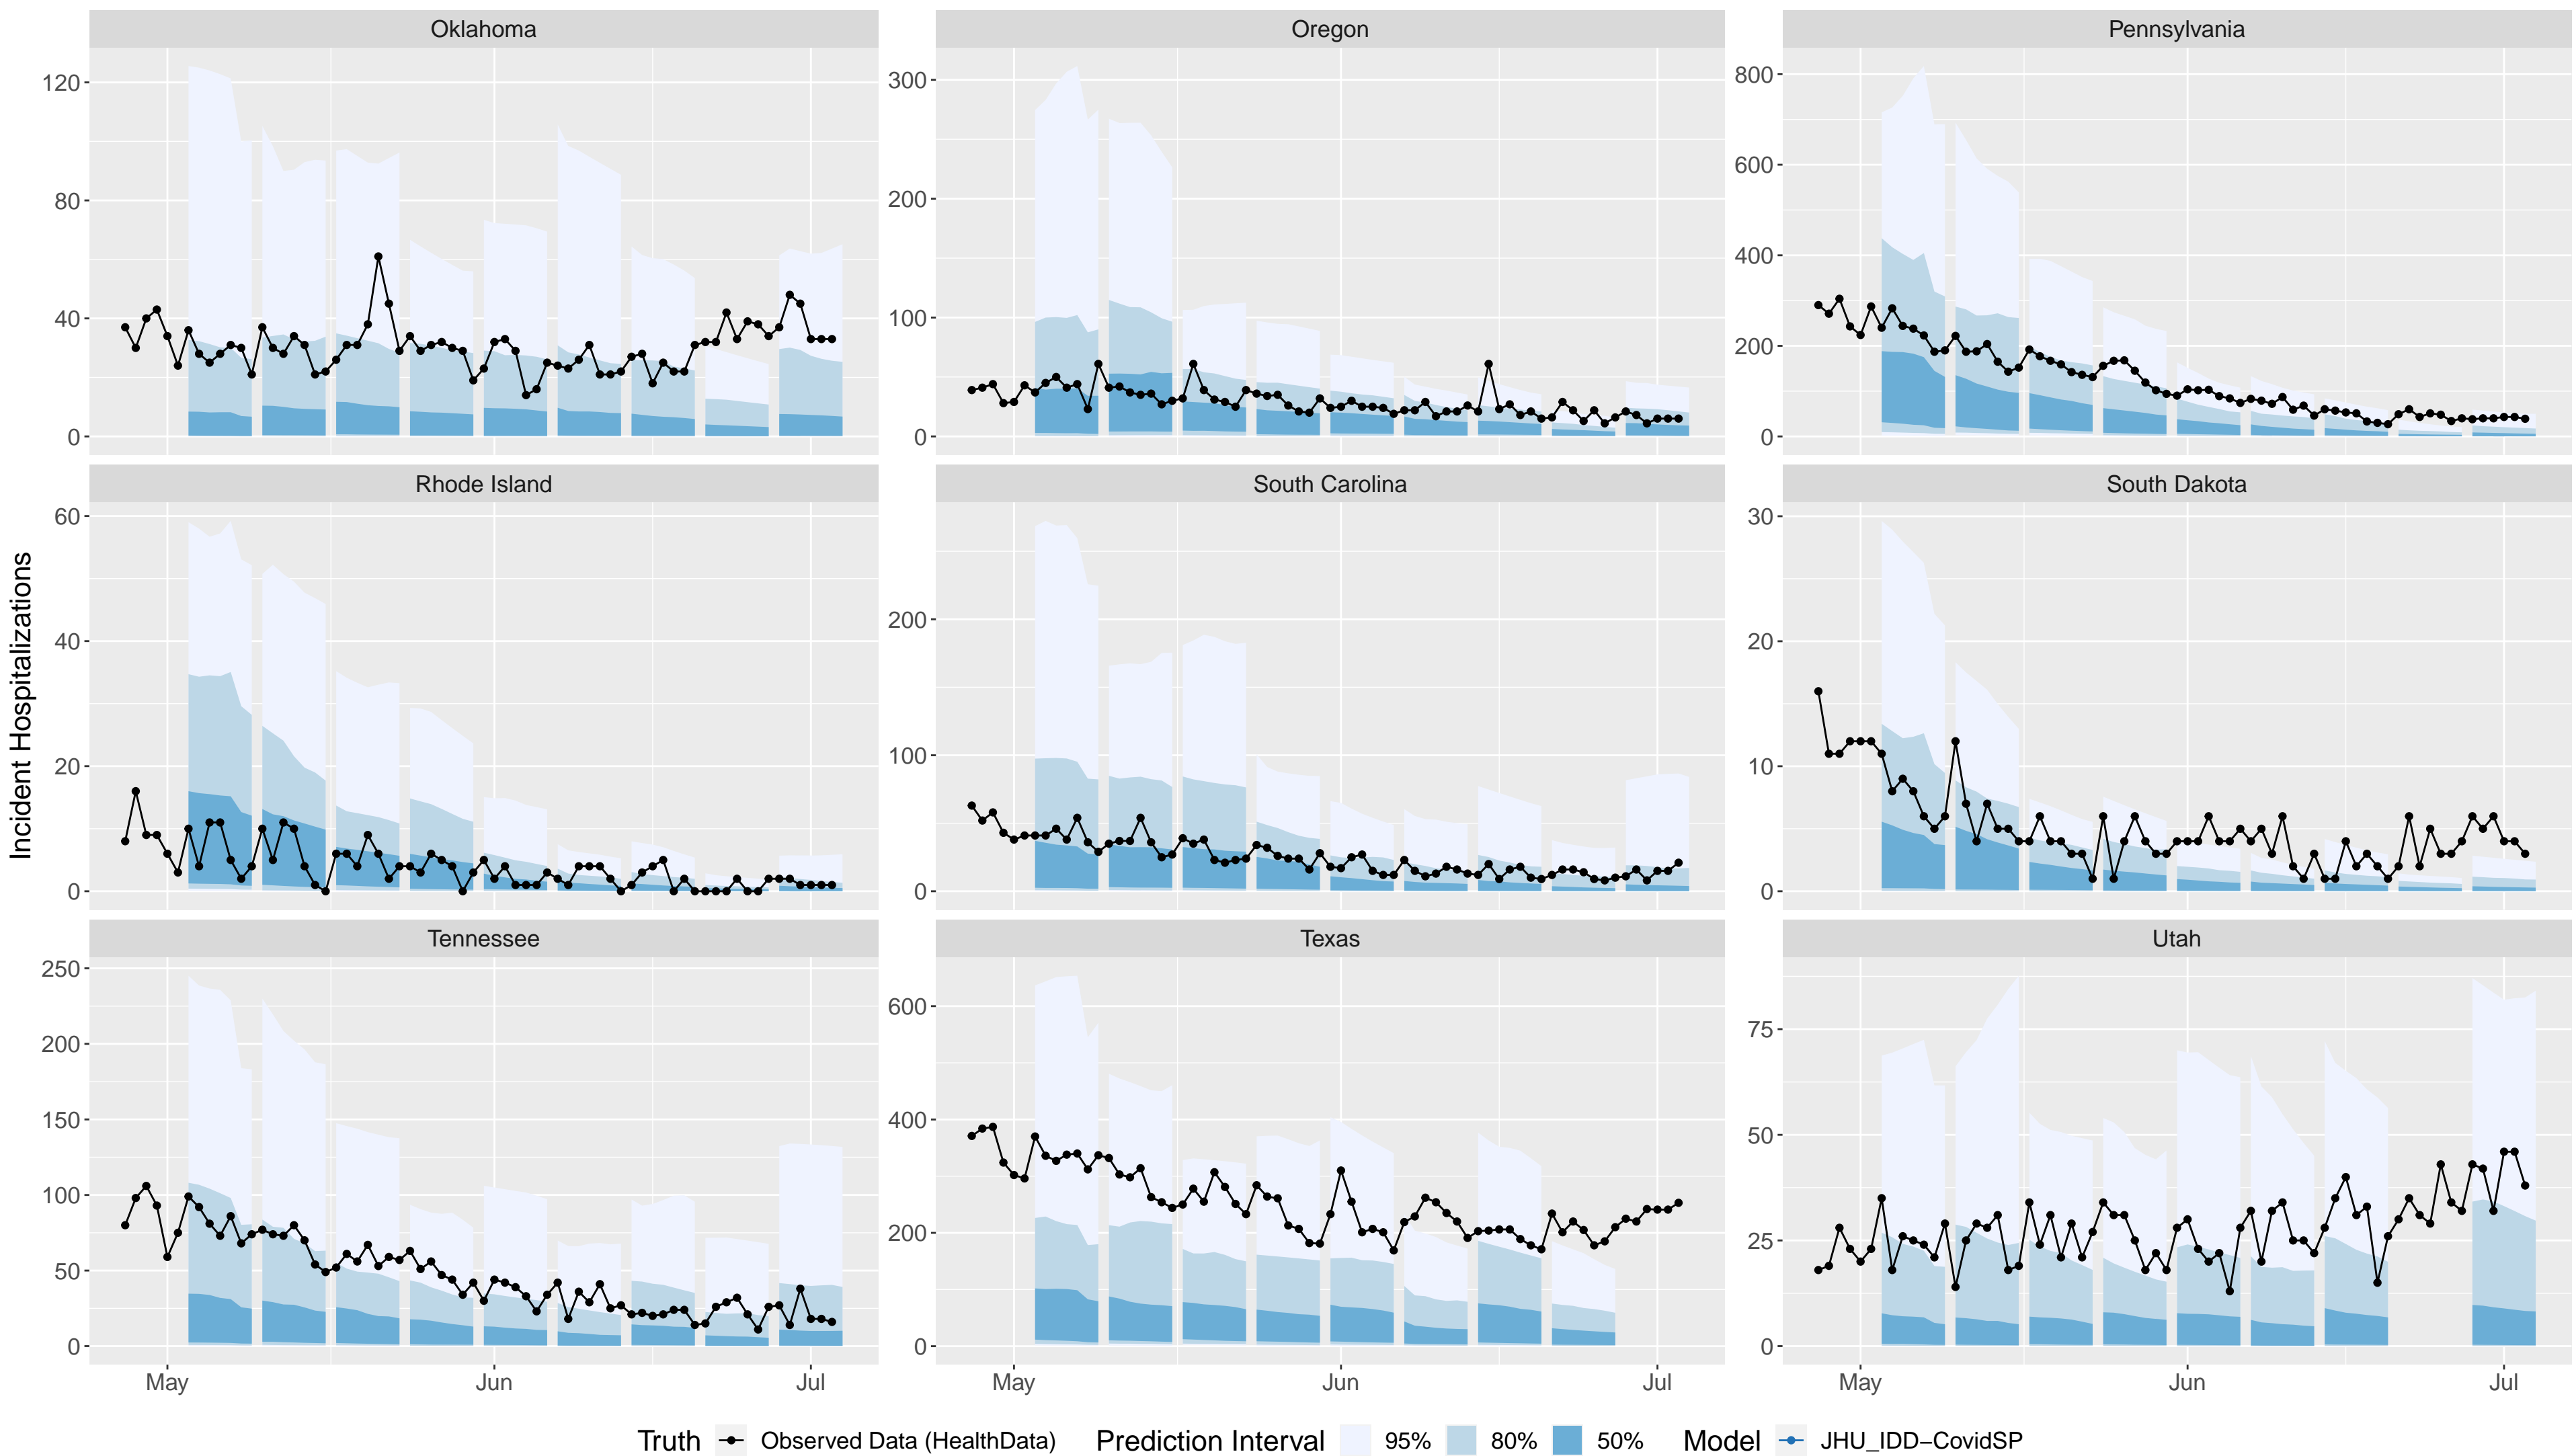 Oklahoma
Oregon
Pennsylvania
120
80
40
0
300
200
100
0
800
600
400
200
0
Rhode Island
South Carolina
South Dakota
60
40
20
0
200
100
0
30
20
10
0
Incident Hospitalizations
Tennessee
Texas
Utah
250
200
150
100
50
0
600
400
200
0
75
50
25
0
May Jun Jul
May Jun Jul
May Jun Jul
Truth Observed Data (HealthData) Prediction Interval 95% 80% 50% Model JHU_IDD−CovidSP